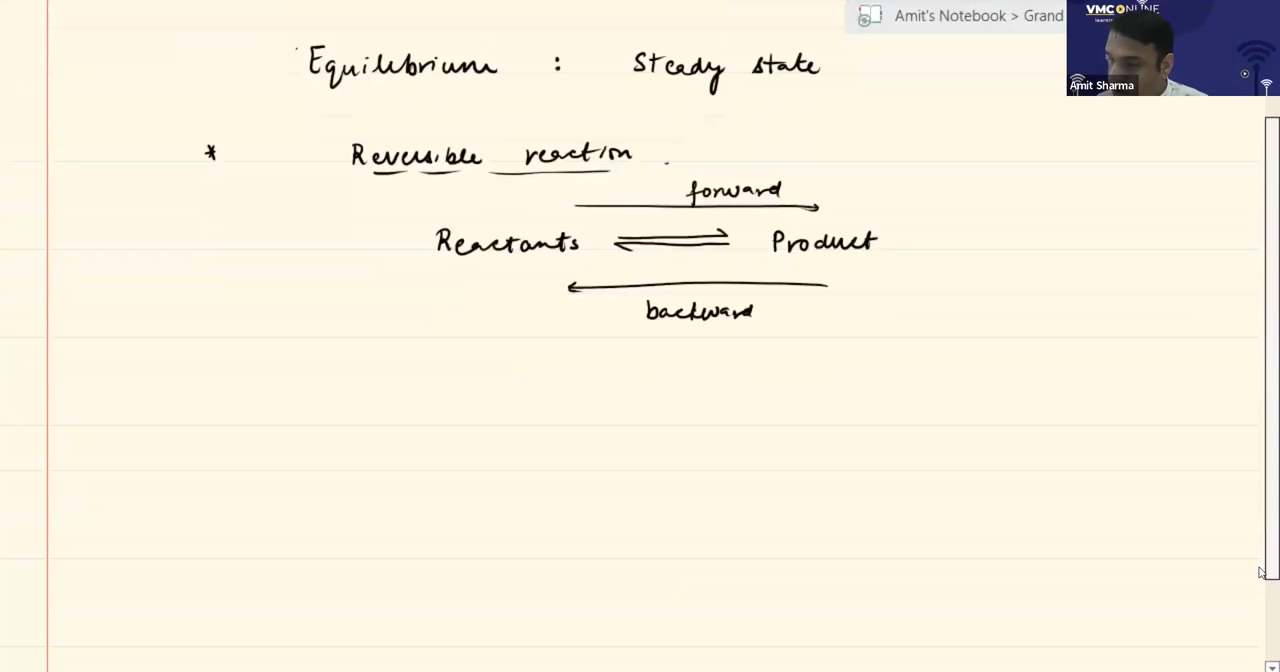 Amit's Notebook > Grand
VMC ONLINE
Amit Sharma
Equilibrium : Steady state
* Reversible reaction .
forward
Reactants ⇌ Product
backward